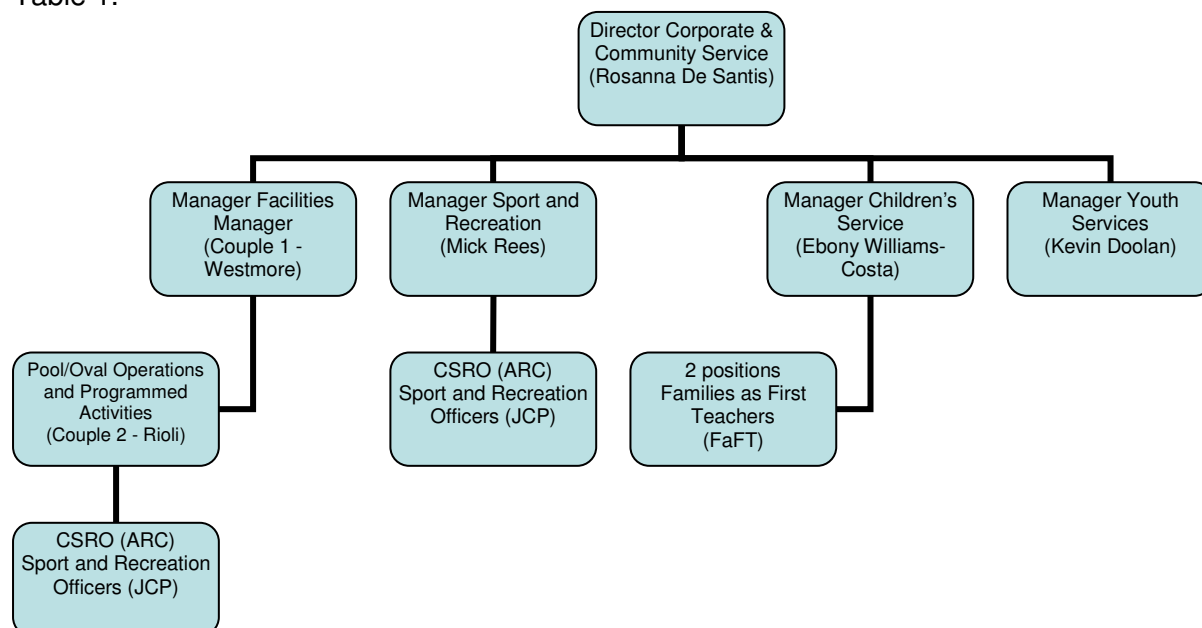 Director Corporate &
Community Service
(Rosanna De Santis)
Manager Facilities
Manager
(Couple 1 -
Westmore)
Manager Sport and
Recreation
(Mick Rees)
Manager Children’s
Service
(Ebony Williams-
Costa)
Manager Youth
Services
(Kevin Doolan)
Pool/Oval Operations
and Programmed
Activities
(Couple 2 - Rioli)
CSRO (ARC)
Sport and Recreation
Officers (JCP)
2 positions
Families as First
Teachers
(FaFT)
CSRO (ARC)
Sport and Recreation
Officers (JCP)